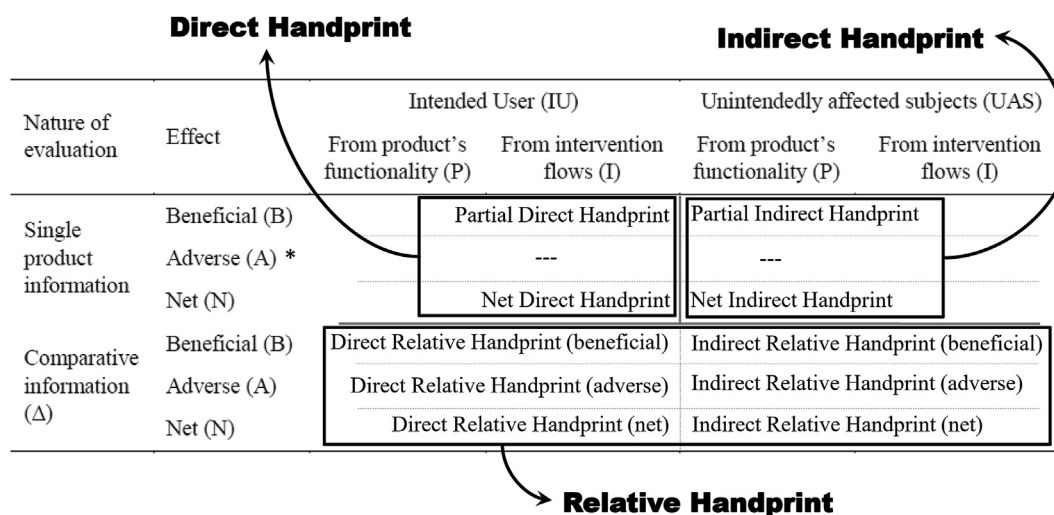 Direct Handprint
Indirect Handprint
Nature of evaluation
Effect
Intended User (IU)
Unintendedly affected subjects (UAS)
From product's functionality (P)
From intervention flows (I)
From product's functionality (P)
From intervention flows (I)
Single product information
Beneficial (B)
Partial Direct Handprint
Partial Indirect Handprint
Adverse (A) *
---
---
Net (N)
Net Direct Handprint
Net Indirect Handprint
Comparative information (Δ)
Beneficial (B)
Direct Relative Handprint (beneficial)
Indirect Relative Handprint (beneficial)
Adverse (A)
Direct Relative Handprint (adverse)
Indirect Relative Handprint (adverse)
Net (N)
Direct Relative Handprint (net)
Indirect Relative Handprint (net)
Relative Handprint